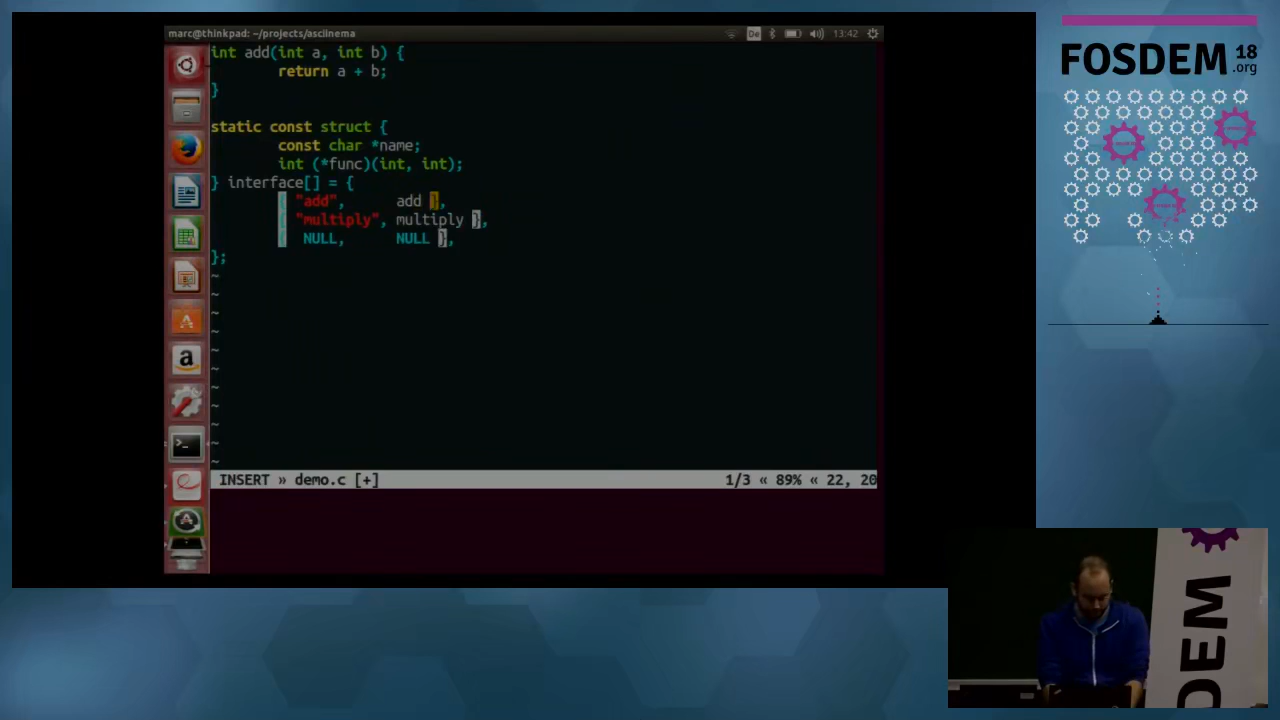 marc@thinkpad: ~/projects/asciinema
De
13:42
int add(int a, int b) {
        return a + b;
}
static const struct {
        const char *name;
        int (*func)(int, int);
} interface[] = {
        { "add",      add },
        { "multiply", multiply },
        {  NULL,      NULL },
};
~
~
~
~
~
~
~
~
~
~
~
INSERT » demo.c [+]
1/3 « 89% « 22, 20
FOSDEM 18
.org
DEM